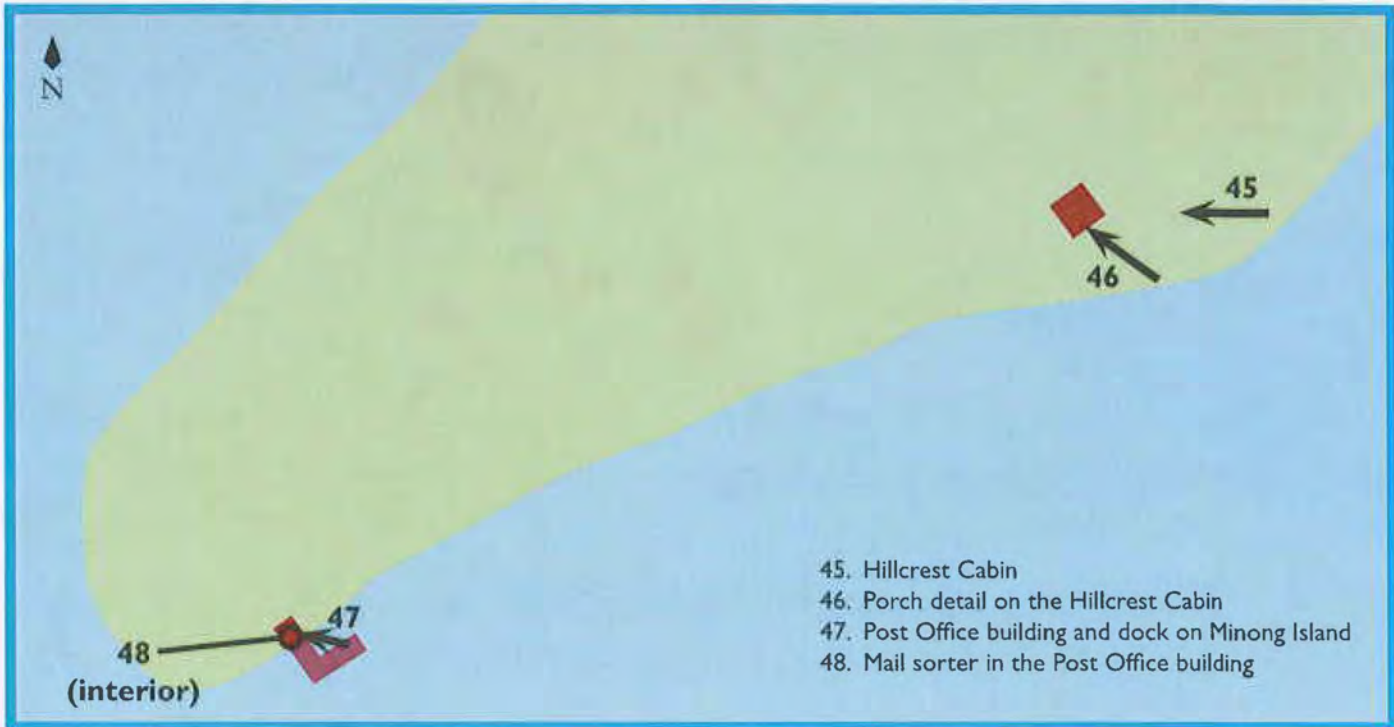 N
45
46
47
48
(interior)
45. Hillcrest Cabin
46. Porch detail on the Hillcrest Cabin
47. Post Office building and dock on Minong Island
48. Mail sorter in the Post Office building